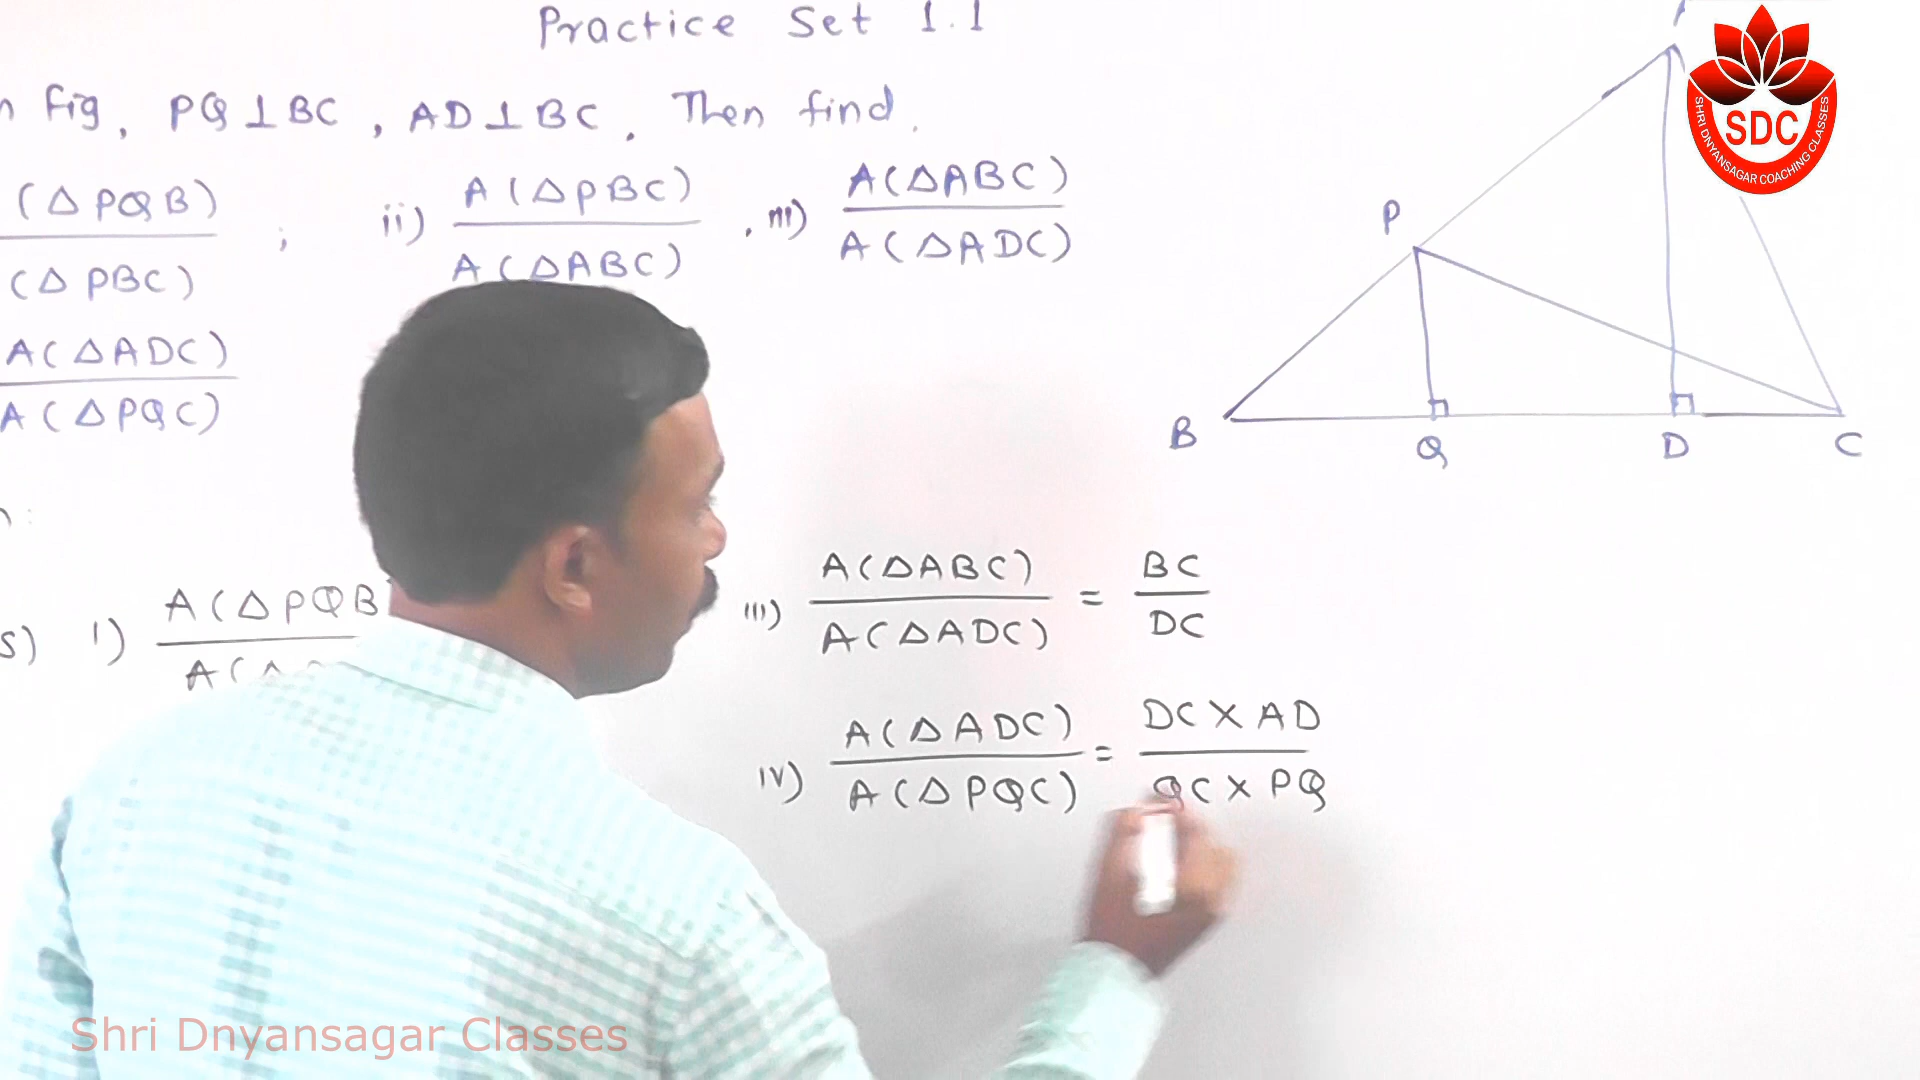 Practice Set 1.1
n Fig, PQ⊥BC, AD⊥BC. Then find.
(△PQB)
(△PBC)
;
ii) A(△PBC)
A(△ABC)
, iii) A(△ABC)
A(△ADC)
A(△ADC)
A(△PQC)
P
B
Q
D
C
SDC
SHRI DNYANSAGAR COACHING CLASSES
s) 1) A(△PQB
A(△
iii) A(△ABC) = BC
A(△ADC) DC
iv) A(△ADC) = DC X AD
A(△PQC) QC X PQ
Shri Dnyansagar Classes